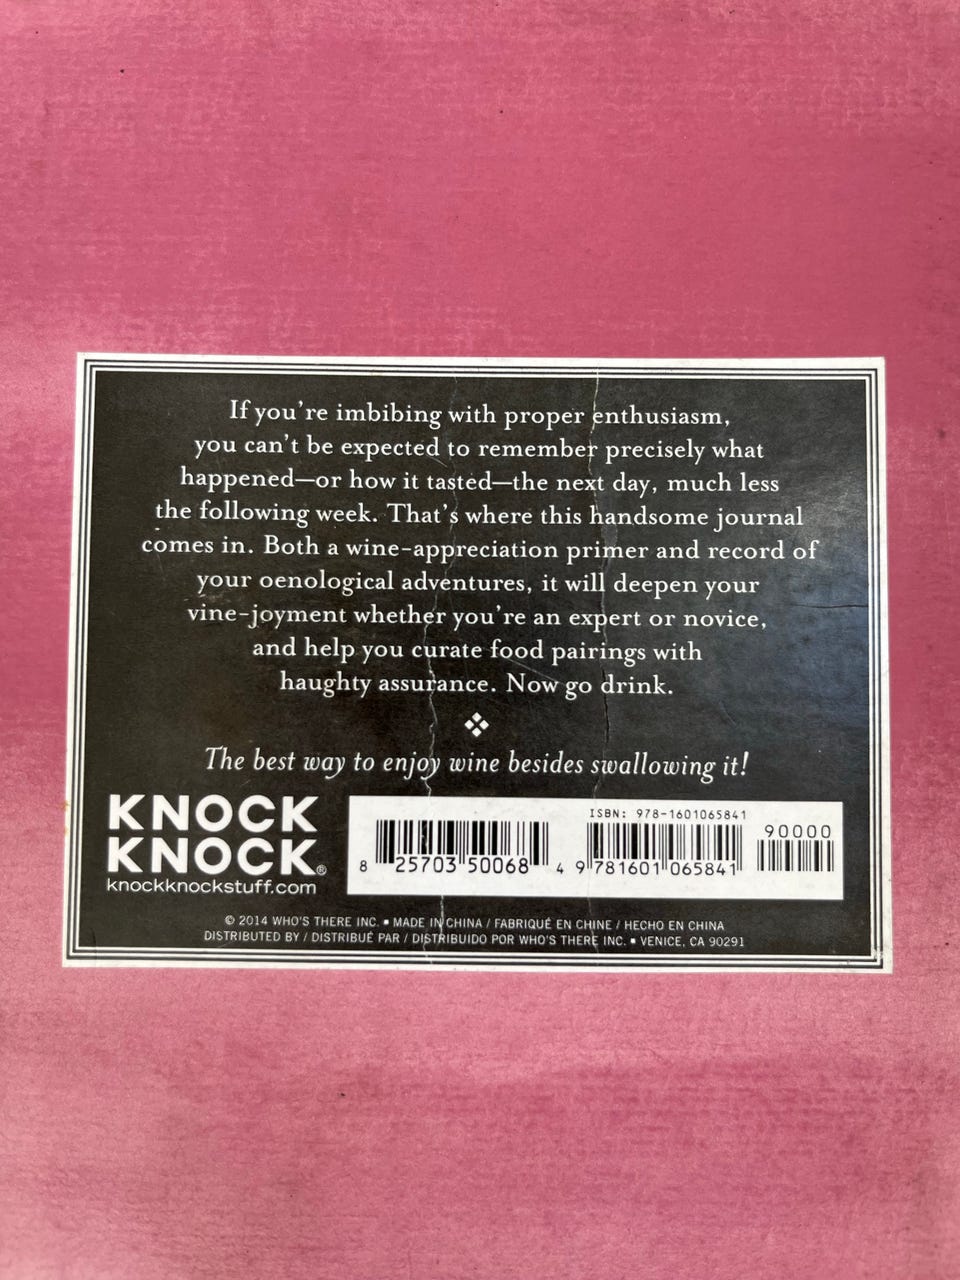 If you're imbibing with proper enthusiasm,
you can't be expected to remember precisely what
happened—or how it tasted—the next day, much less
the following week. That's where this handsome journal
comes in. Both a wine-appreciation primer and record of
your oenological adventures, it will deepen your
vine-joyment whether you're an expert or novice,
and help you curate food pairings with
haughty assurance. Now go drink.
The best way to enjoy wine besides swallowing it!
KNOCK
KNOCK®
knockknockstuff.com
ISBN: 978-1601065841
90000
8 25703 50068 4
9 781601 065841
© 2014 WHO'S THERE INC. ▪ MADE IN CHINA / FABRIQUÉ EN CHINE / HECHO EN CHINA
DISTRIBUTED BY / DISTRIBUÉ PAR / DISTRIBUIDO POR WHO'S THERE INC. ▪ VENICE, CA 90291